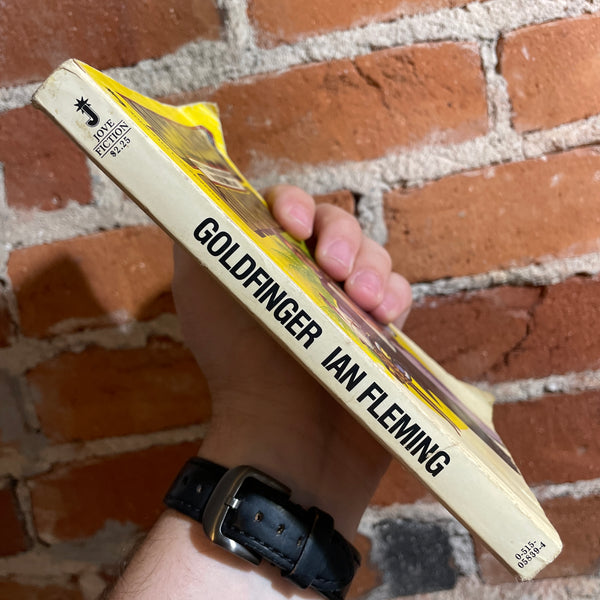 J
JOVE
FICTION
$2.25
GOLDFINGER IAN FLEMING
0-515-
05839-4